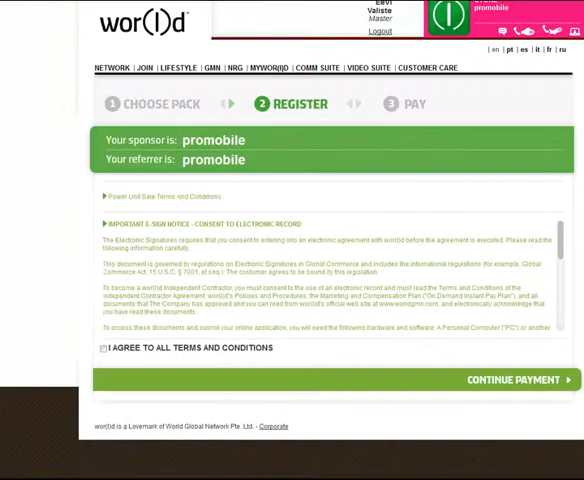 wor(l)d™
Eevi
Valiste
Master
Logout
promobile
| en | pt | es | it | fr | ru
NETWORK | JOIN | LIFESTYLE | GMN | NRG | MYWOR(l)D | COMM SUITE | VIDEO SUITE | CUSTOMER CARE
1 CHOOSE PACK 2 REGISTER 3 PAY
Your sponsor is: promobile
Your referrer is: promobile
Power Unit Sale Terms And Conditions
IMPORTANT E-SIGN NOTICE - CONSENT TO ELECTRONIC RECORD
The Electronic Signatures requires that you consent to entering into an electronic agreement with wor(l)d before the agreement is executed. Please read the
following information carefully:
This document is governed by regulations on Electronic Signatures in Global Commerce and includes the international regulations (for example, Global
Commerce Act, 15 U.S.C. § 7001, et seq.). The costumer agrees to be bound by this legislation.
To become a wor(l)d Independent Contractor, you must consent to the use of an electronic record and must read the Terms and Conditions of the
Independent Contractor Agreement, wor(l)d's Policies and Procedures, the Marketing and Compensation Plan ("On Demand Instant Pay Plan"), and all
documents that The Company has approved and you can need from wor(l)d's official web site at www.worldgmn.com, and electronically acknowledge that
you have read these documents.
To access these documents and submit your online application, you will need the following hardware and software: A Personal Computer ("PC") or another
I AGREE TO ALL TERMS AND CONDITIONS
CONTINUE PAYMENT
wor(l)d is a Lovemark of World Global Network Pte. Ltd. - Corporate